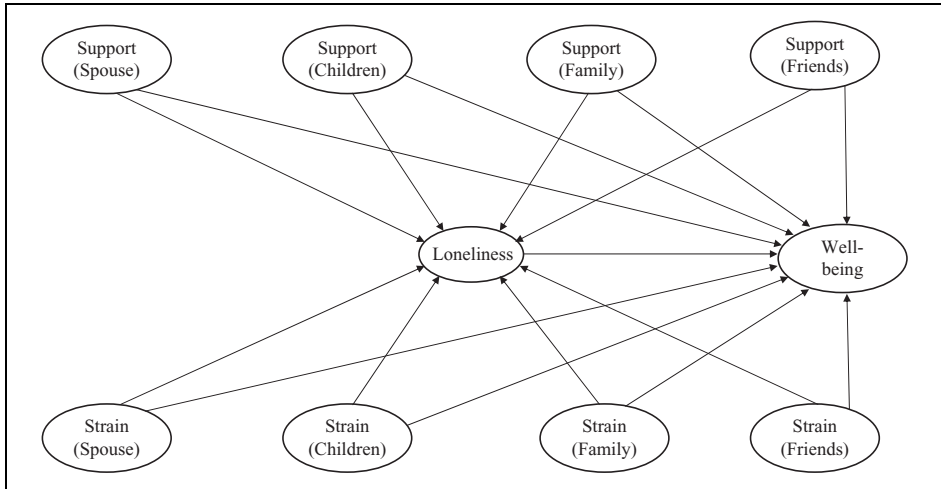 Support
(Spouse)
Support
(Children)
Support
(Family)
Support
(Friends)
Loneliness
Well-
being
Strain
(Spouse)
Strain
(Children)
Strain
(Family)
Strain
(Friends)